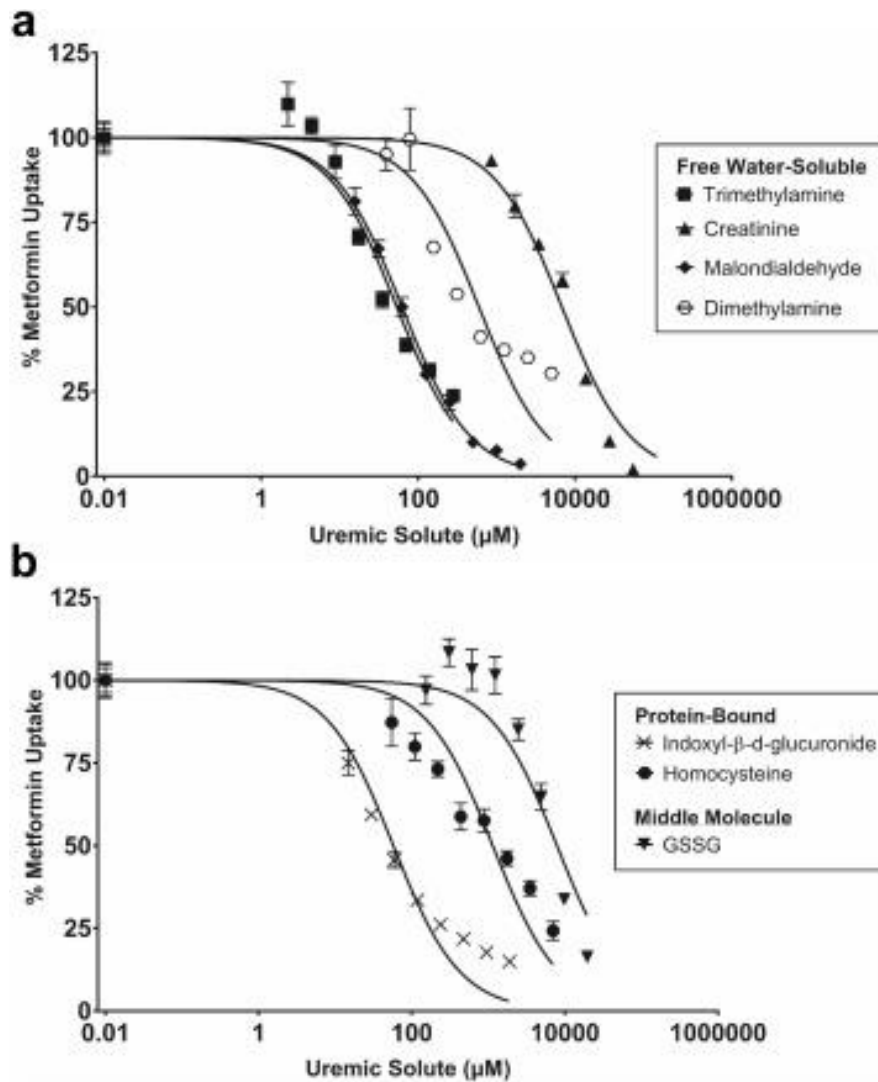 a
125
100
75
50
25
0
% Metformin Uptake
0.01
1
100
10000
1000000
Uremic Solute (µM)
Free Water-Soluble
Trimethylamine
Creatinine
Malondialdehyde
Dimethylamine
b
125
100
75
50
25
0
% Metformin Uptake
0.01
1
100
10000
1000000
Uremic Solute (µM)
Protein-Bound
Indoxyl-β-d-glucuronide
Homocysteine
Middle Molecule
GSSG